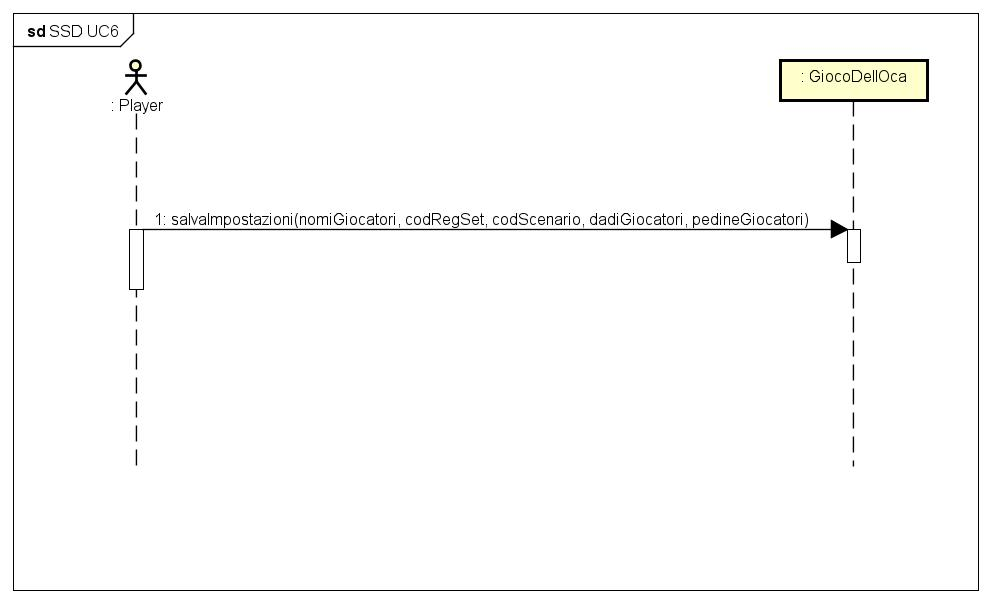 sd SSD UC6
: Player
: GiocoDellOca
1: salvaImpostazioni(nomiGiocatori, codRegSet, codScenario, dadiGiocatori, pedineGiocatori)